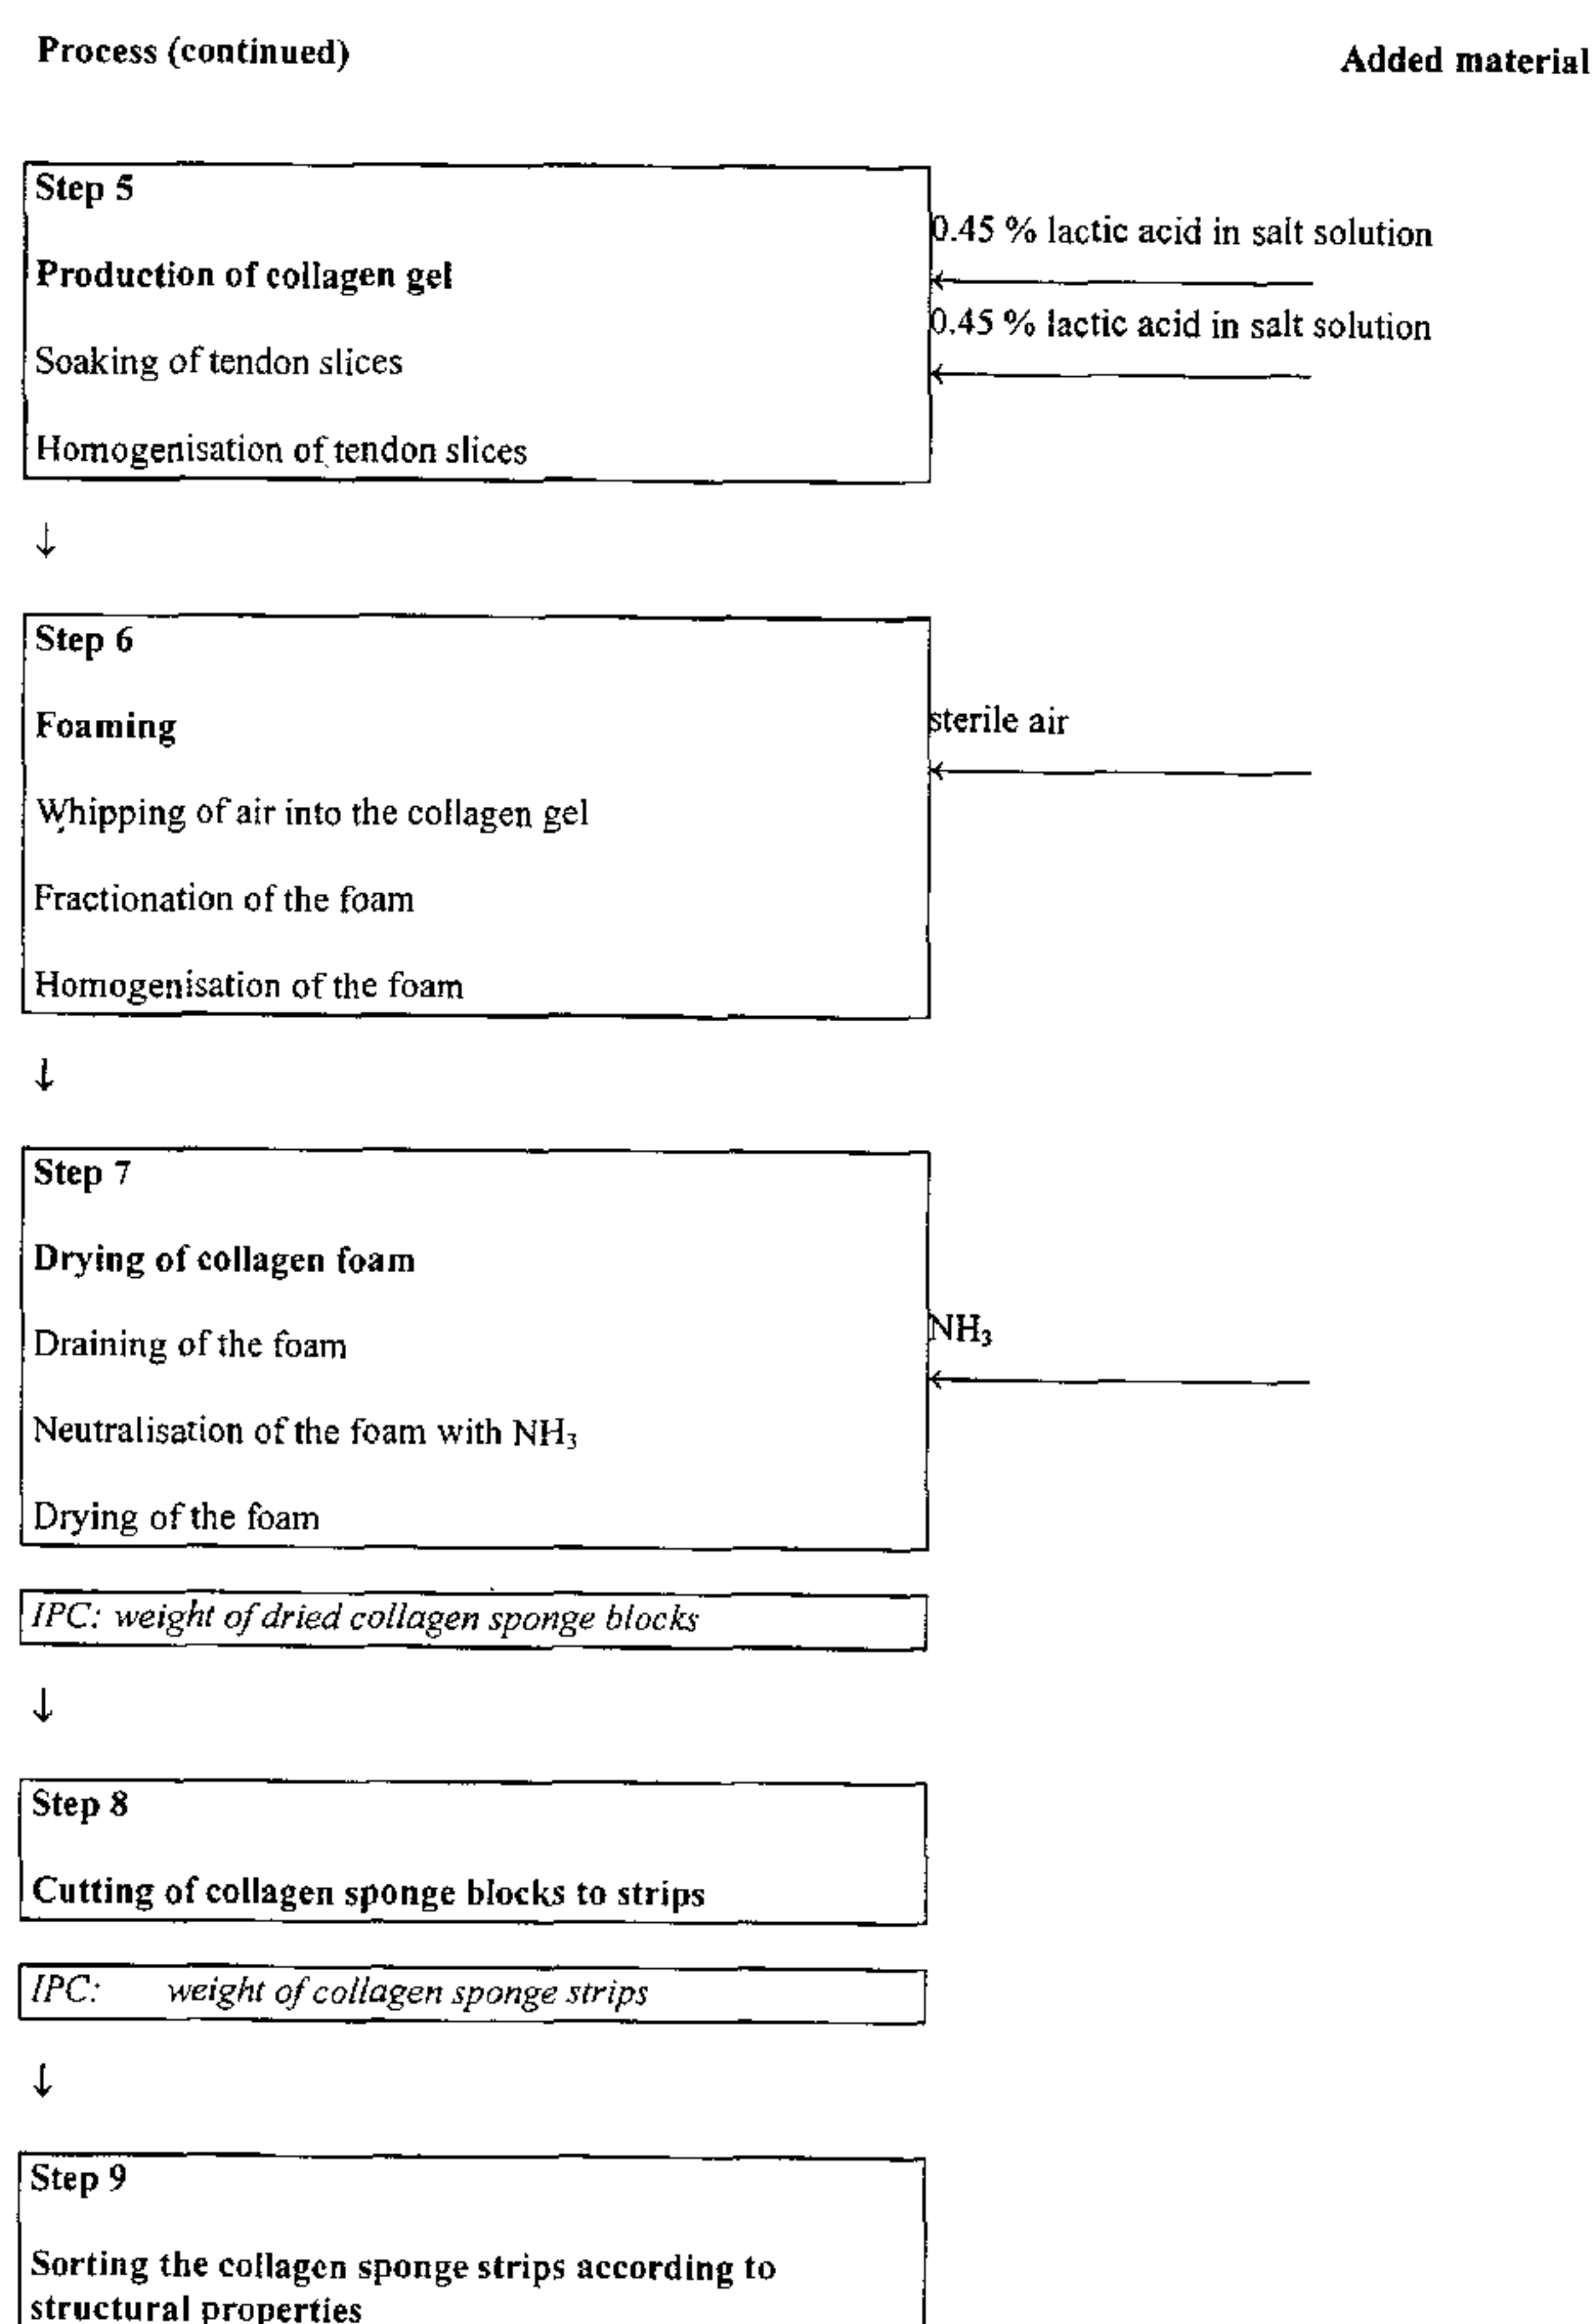 Process (continued)
Added material
Step 5
0.45 % lactic acid in salt solution
Production of collagen gel
0.45 % lactic acid in salt solution
Soaking of tendon slices
Homogenisation of tendon slices
↓
Step 6
Foaming
sterile air
Whipping of air into the collagen gel
Fractionation of the foam
Homogenisation of the foam
↓
Step 7
Drying of collagen foam
NH₃
Draining of the foam
Neutralisation of the foam with NH₃
Drying of the foam
IPC: weight of dried collagen sponge blocks
↓
Step 8
Cutting of collagen sponge blocks to strips
IPC: weight of collagen sponge strips
↓
Step 9
Sorting the collagen sponge strips according to
structural properties